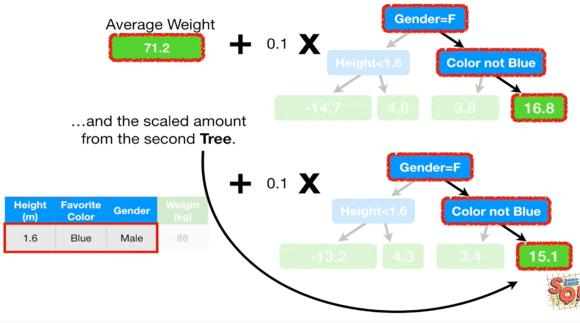 Average Weight
71.2
+ 0.1 X
Gender=F
Height<1.6
Color not Blue
-14.7
4.8
3.8
16.8
…and the scaled amount
from the second Tree.
+ 0.1 X
Gender=F
Height<1.6
Color not Blue
-13.2
4.3
3.4
15.1
Height (m) Favorite Color Gender Weight (kg)
1.6 Blue Male 88